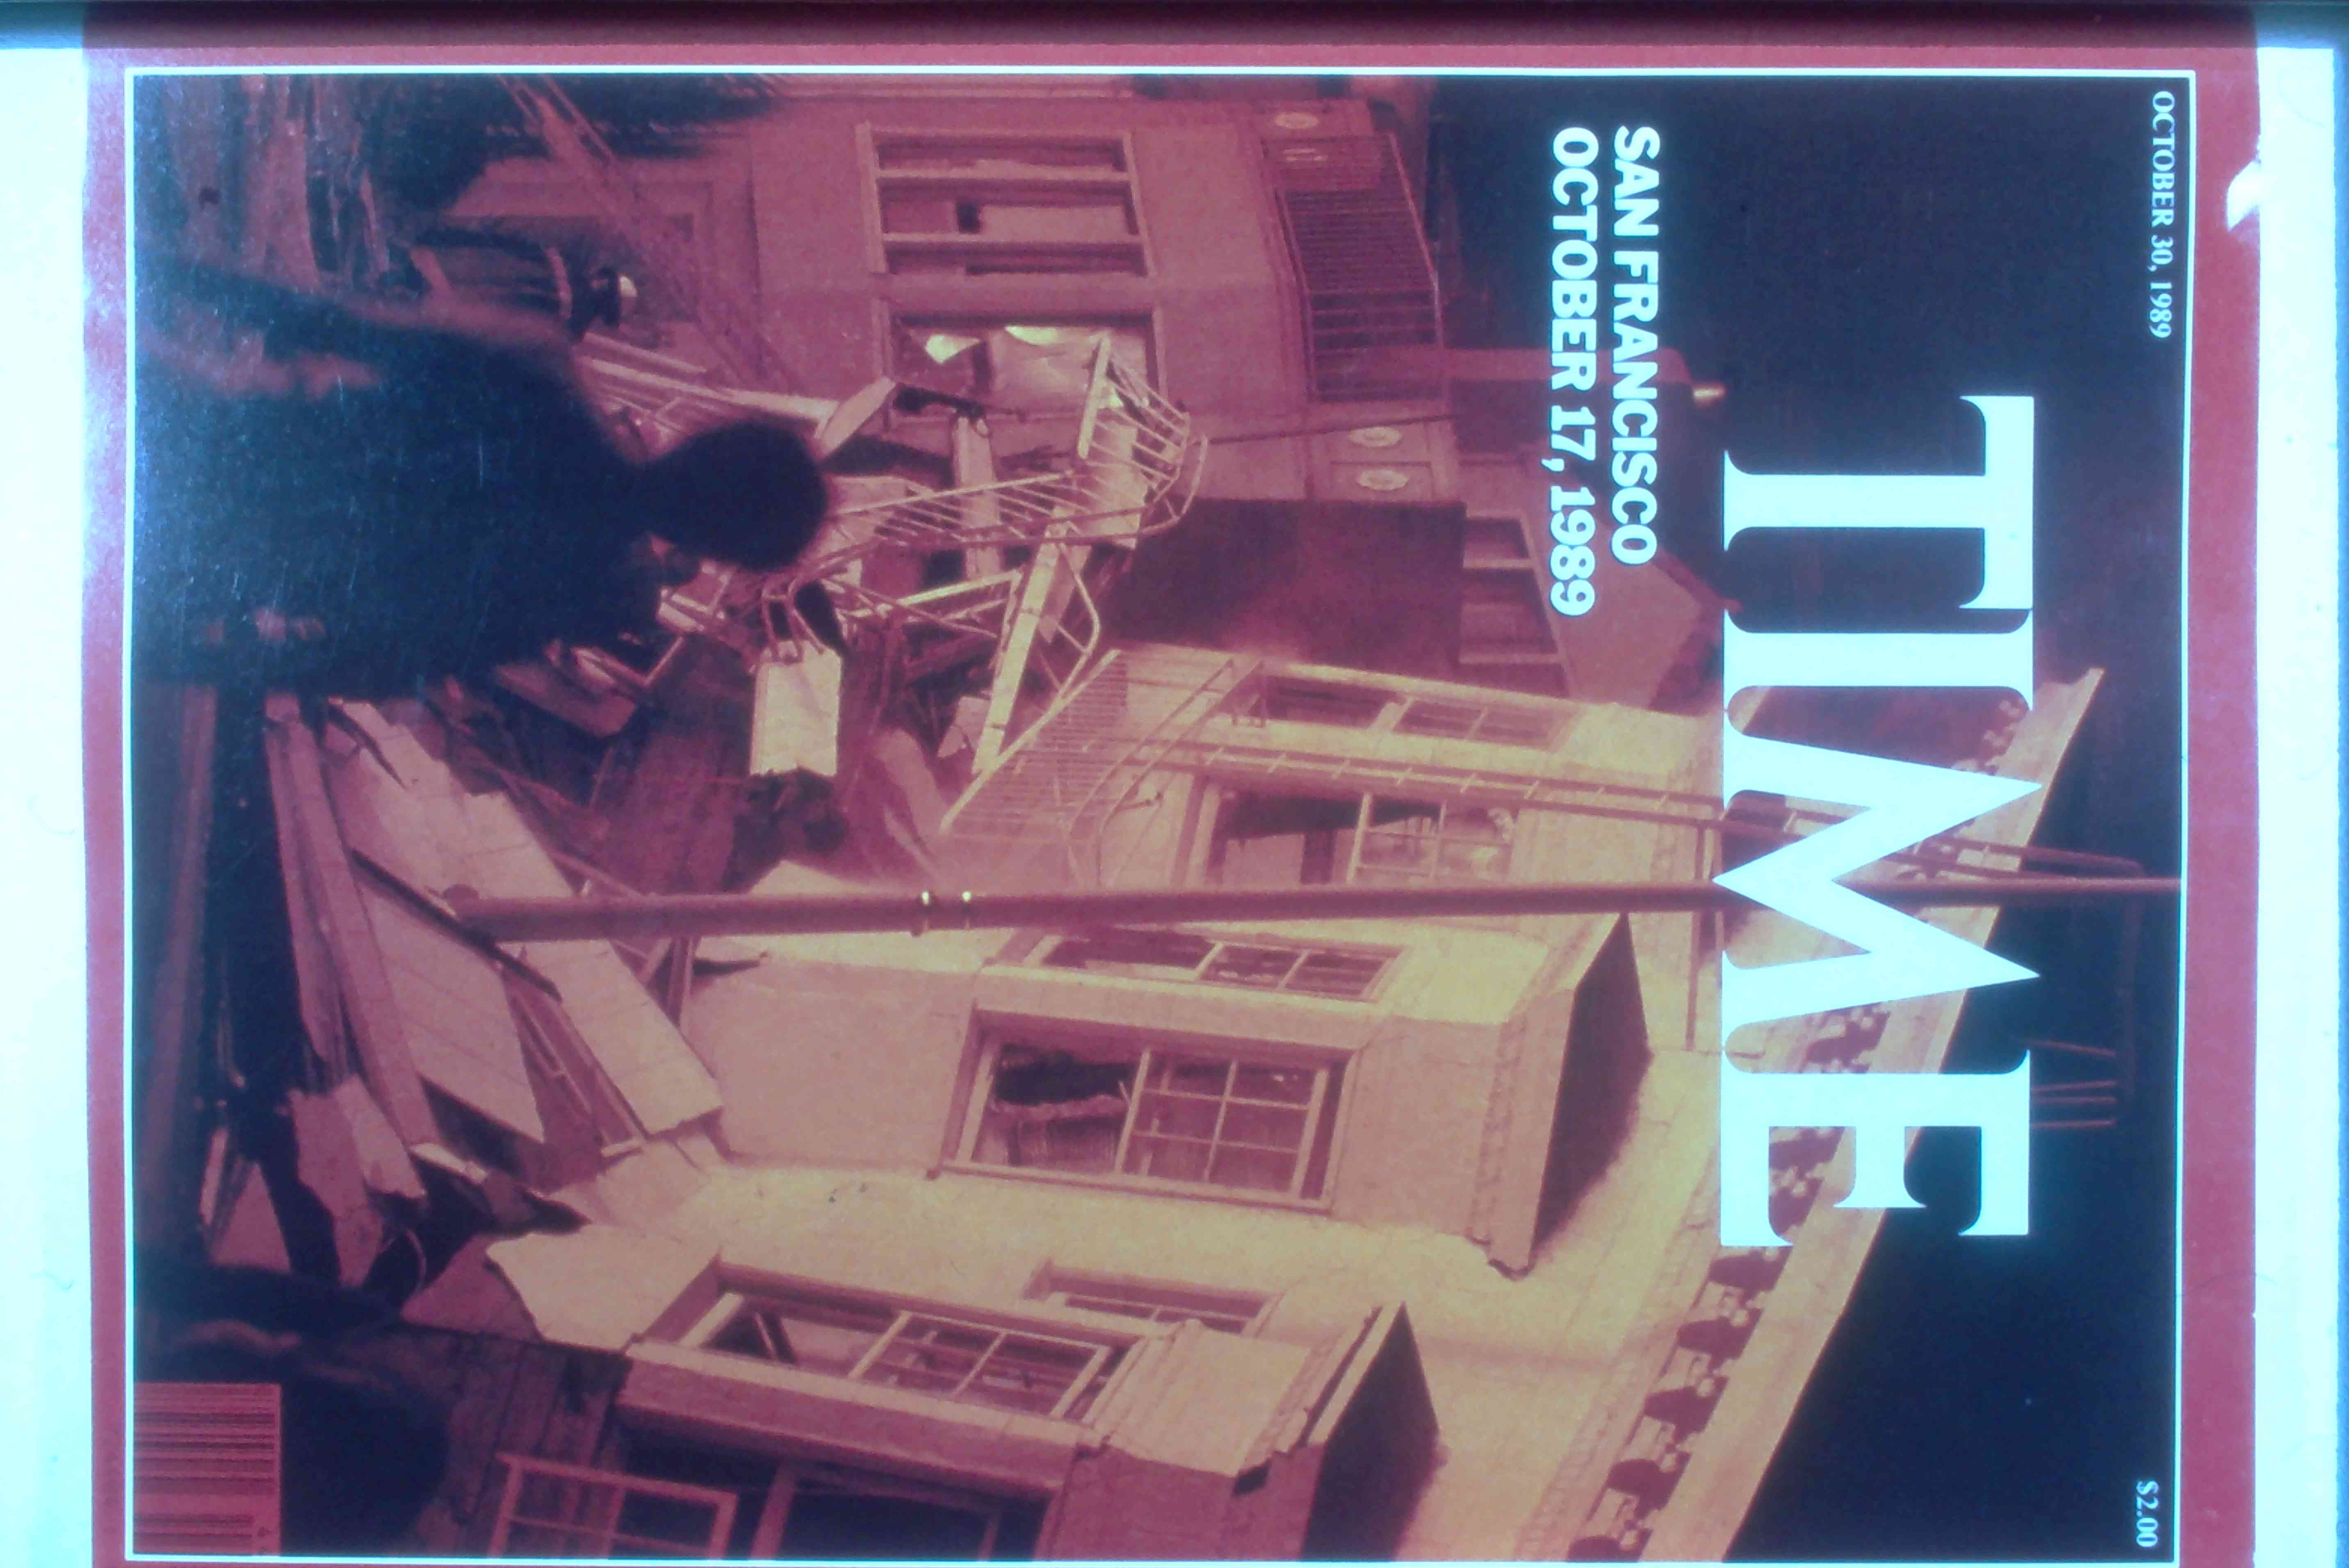 OCTOBER 30, 1989
$2.00
TIME
SAN FRANCISCO
OCTOBER 17, 1989